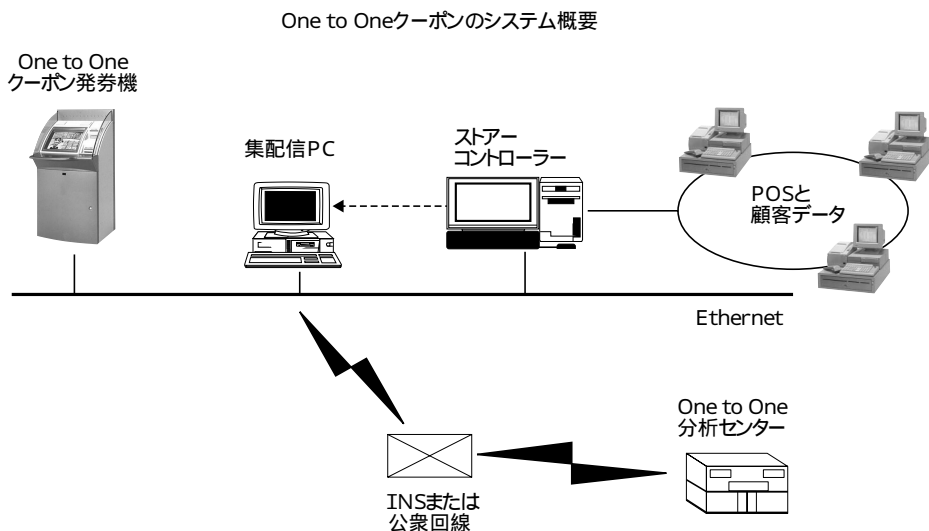 One to Oneクーポンのシステム概要
One to One
クーポン発券機
集配信PC
ストアー
コントローラー
POSと
顧客データ
Ethernet
One to One
分析センター
INSまたは
公衆回線